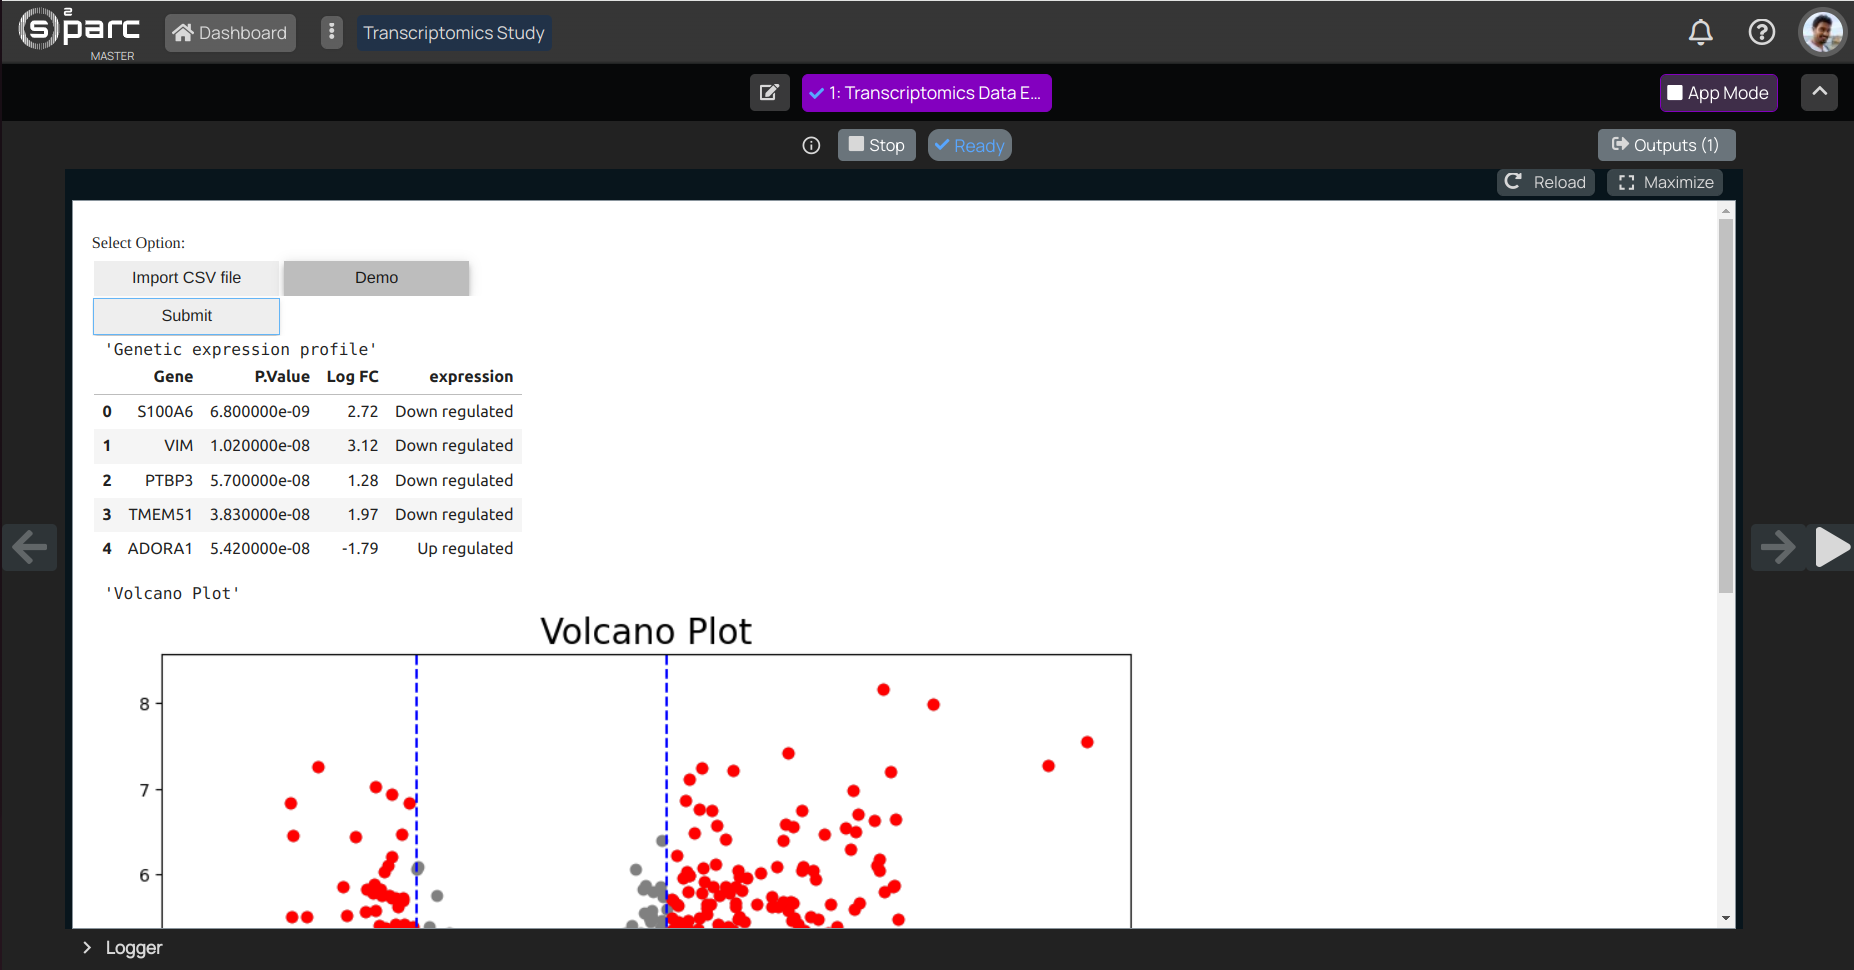 s2parc
MASTER
Dashboard
Transcriptomics Study
1: Transcriptomics Data E...
App Mode
Stop
Ready
Outputs (1)
Reload
Maximize
Select Option:
Import CSV file
Demo
Submit
'Genetic expression profile'
Gene P.Value Log FC expression
0 S100A6 6.800000e-09 2.72 Down regulated
1 VIM 1.020000e-08 3.12 Down regulated
2 PTBP3 5.700000e-08 1.28 Down regulated
3 TMEM51 3.830000e-08 1.97 Down regulated
4 ADORA1 5.420000e-08 -1.79 Up regulated
'Volcano Plot'
Volcano Plot
8
7
6
Logger